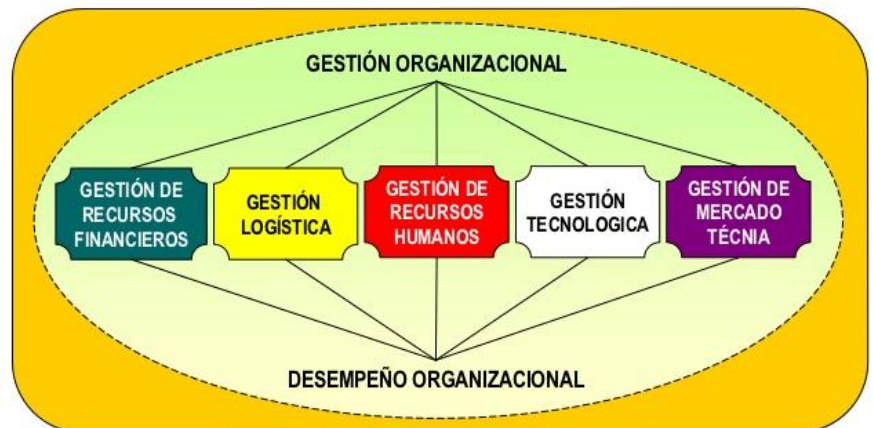 GESTIÓN ORGANIZACIONAL
GESTIÓN DE
RECURSOS
FINANCIEROS
GESTIÓN
LOGÍSTICA
GESTIÓN DE
RECURSOS
HUMANOS
GESTIÓN
TECNOLOGICA
GESTIÓN DE
MERCADO
TÉCNIA
DESEMPEÑO ORGANIZACIONAL